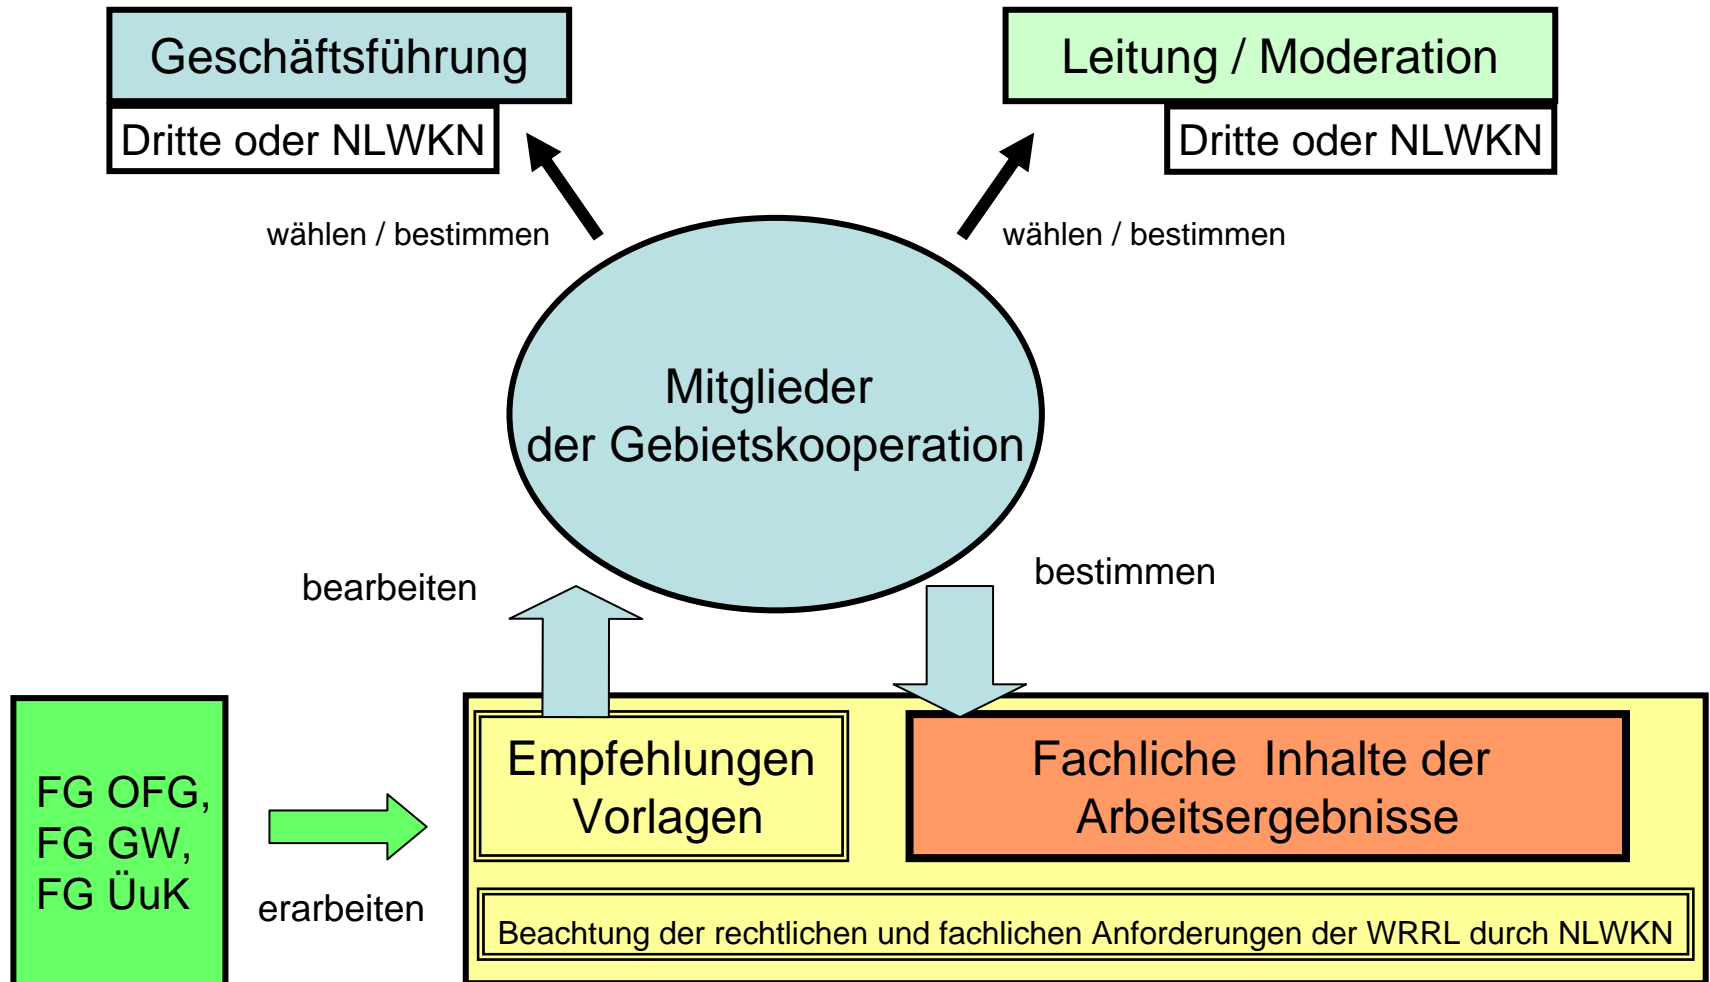 Geschäftsführung
Dritte oder NLWKN
Leitung / Moderation
Dritte oder NLWKN
wählen / bestimmen
wählen / bestimmen
Mitglieder
der Gebietskooperation
bearbeiten
bestimmen
FG OFG,
FG GW,
FG ÜuK
erarbeiten
Empfehlungen
Vorlagen
Fachliche Inhalte der
Arbeitsergebnisse
Beachtung der rechtlichen und fachlichen Anforderungen der WRRL durch NLWKN